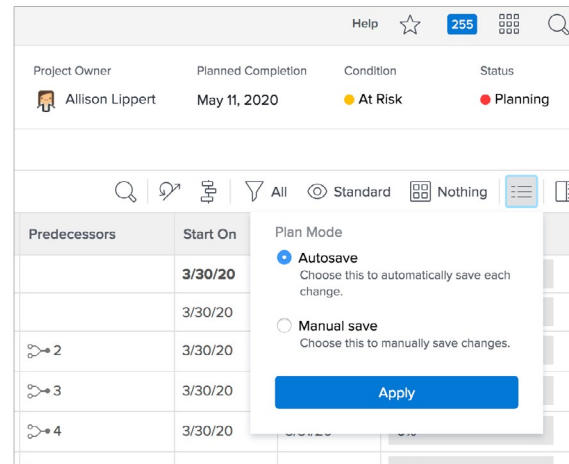 Help 255
Project Owner Planned Completion Condition Status
Allison Lippert May 11, 2020 At Risk Planning
All Standard Nothing
Predecessors Start On Plan Mode
Autosave
3/30/20 Choose this to automatically save each
change.
3/30/20
Manual save
2 3/30/20 Choose this to manually save changes.
3 3/30/20 Apply
4 3/30/20